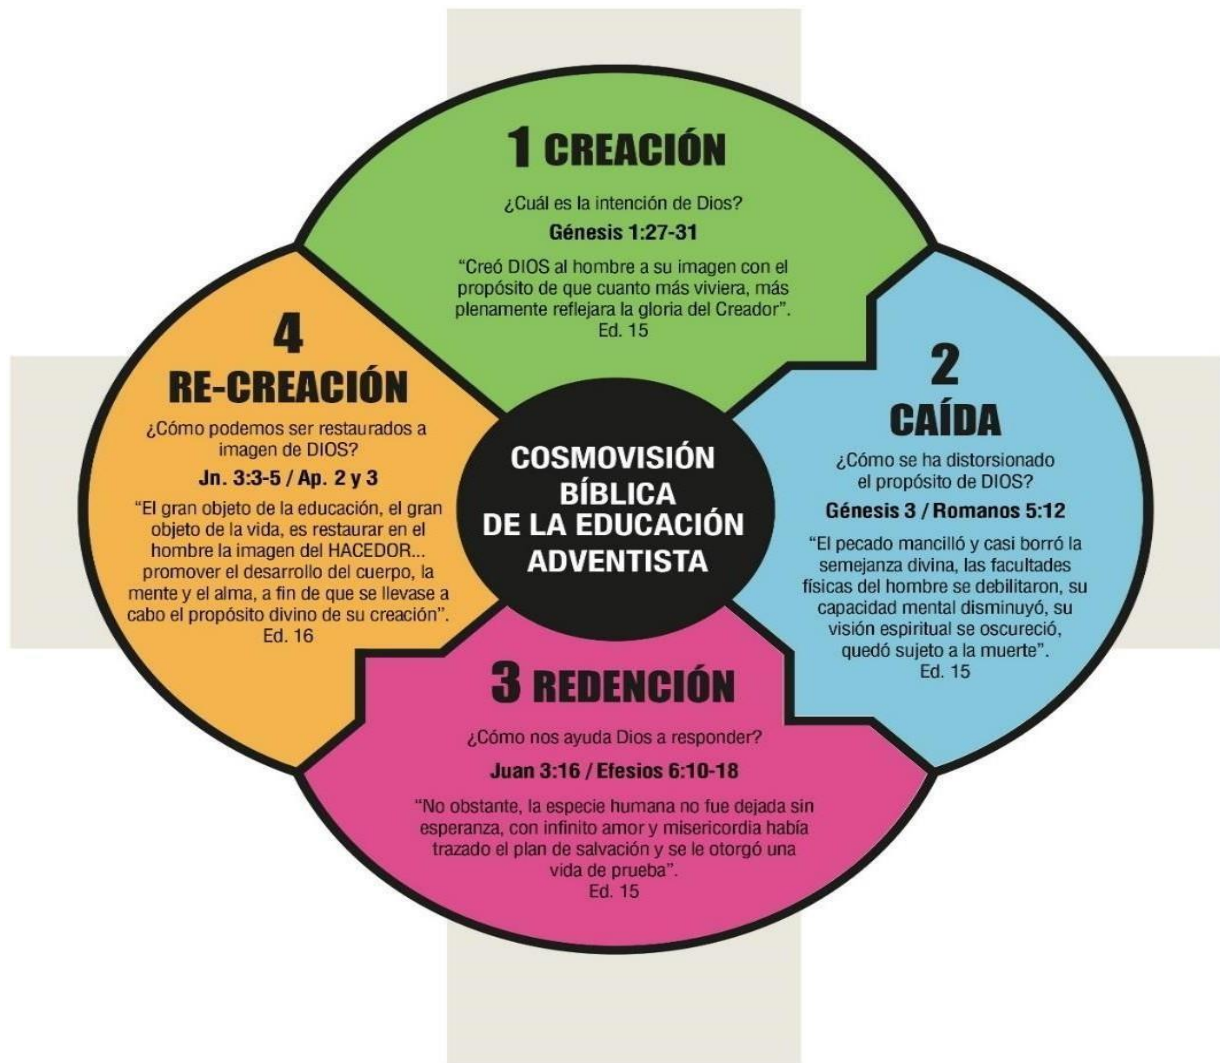 1 CREACIÓN
¿Cuál es la intención de Dios?
Génesis 1:27-31
“Creó DIOS al hombre a su imagen con el
propósito de que cuanto más viviera, más
plenamente reflejara la gloria del Creador”.
Ed. 15
2
CAÍDA
¿Cómo se ha distorsionado
el propósito de DIOS?
Génesis 3 / Romanos 5:12
“El pecado mancilló y casi borró la
semejanza divina, las facultades
físicas del hombre se debilitaron, su
capacidad mental disminuyó, su
visión espiritual se oscureció,
quedó sujeto a la muerte”.
Ed. 15
3 REDENCIÓN
¿Cómo nos ayuda Dios a responder?
Juan 3:16 / Efesios 6:10-18
“No obstante, la especie humana no fue dejada sin
esperanza, con infinito amor y misericordia había
trazado el plan de salvación y se le otorgó una
vida de prueba”.
Ed. 15
4
RE-CREACIÓN
¿Cómo podemos ser restaurados a
imagen de DIOS?
Jn. 3:3-5 / Ap. 2 y 3
“El gran objeto de la educación, el gran
objeto de la vida, es restaurar en el
hombre la imagen del HACEDOR...
promover el desarrollo del cuerpo, la
mente y el alma, a fin de que se llevase a
cabo el propósito divino de su creación”.
Ed. 16
COSMOVISIÓN
BÍBLICA
DE LA EDUCACIÓN
ADVENTISTA